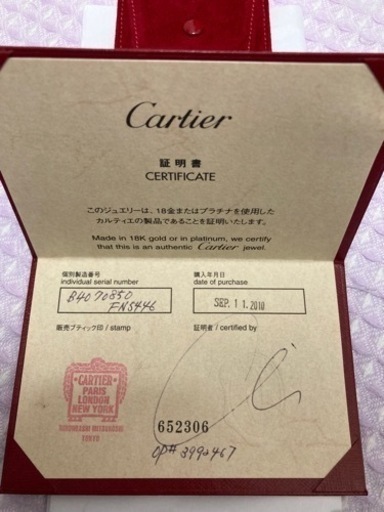 Cartier
証明書
CERTIFICATE
このジュエリーは、18金またはプラチナを使用した
カルティエの製品であることを証明いたします。
Made in 18K gold or in platinum, we certify
that this is an authentic Cartier jewel.
個別製造番号
individual serial number
B4070850
FNS446
購入年月日
date of purchase
SEP. 11. 2010
販売ブティック印 / stamp
証明者 / certified by
CARTIER
PARIS
LONDON
NEW YORK
TOKYO
652306
OP# 3990467